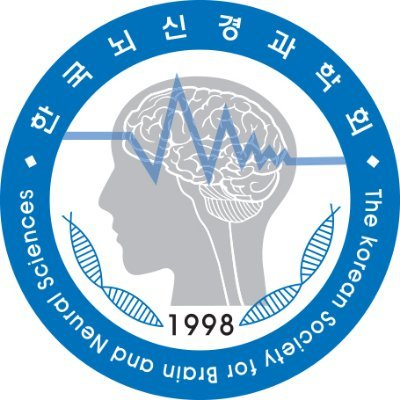 한국뇌신경과학회
The Korean Society for Brain and Neural Sciences
1998